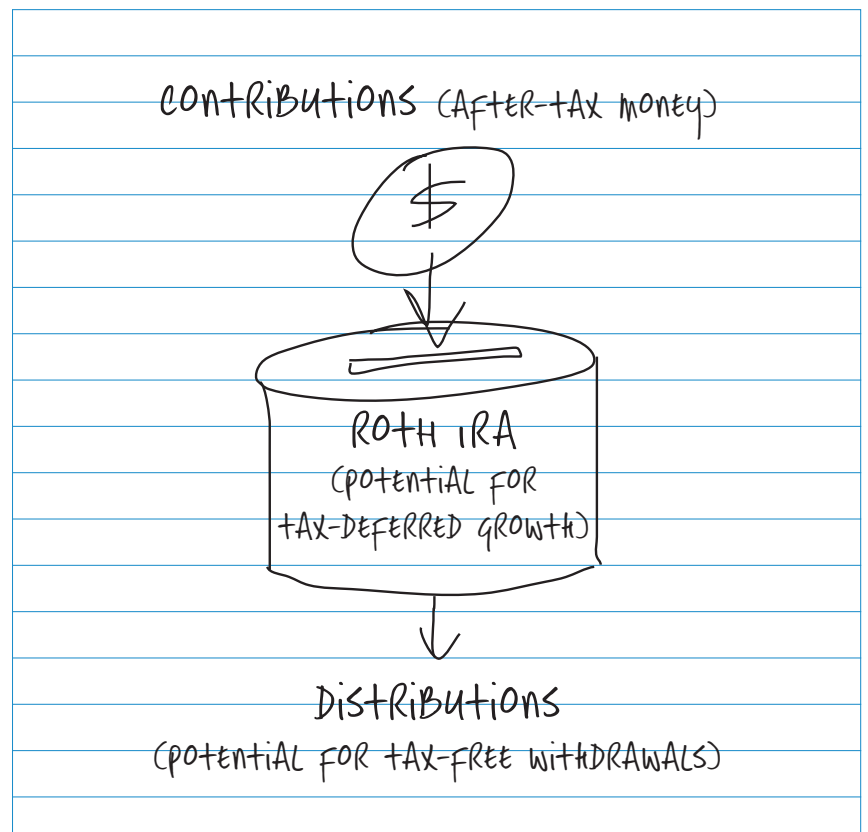 CONTRIBUTIONS (AFTER-TAX MONEY)
$
ROTH IRA
(POTENTIAL FOR
TAX-DEFERRED GROWTH)
DISTRIBUTIONS
(POTENTIAL FOR TAX-FREE WITHDRAWALS)